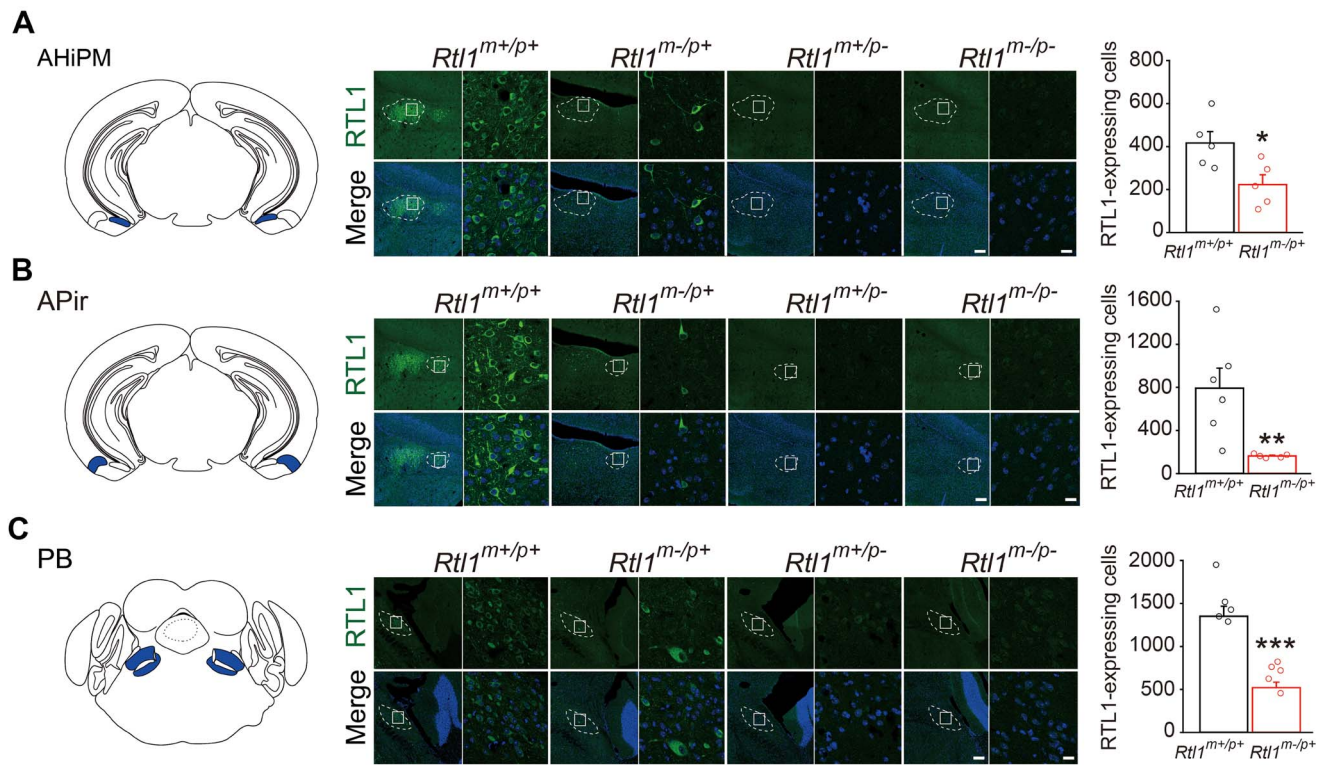 A
AHiPM
Rtl1m+/p+ Rtl1m-/p+ Rtl1m+/p- Rtl1m-/p-
RTL1
Merge
RTL1-expressing cells
800
600
400
200
0
*
Rtl1m+/p+ Rtl1m-/p+
B
APir
Rtl1m+/p+ Rtl1m-/p+ Rtl1m+/p- Rtl1m-/p-
RTL1
Merge
RTL1-expressing cells
1600
1200
800
400
0
**
Rtl1m+/p+ Rtl1m-/p+
C
PB
Rtl1m+/p+ Rtl1m-/p+ Rtl1m+/p- Rtl1m-/p-
RTL1
Merge
RTL1-expressing cells
2000
1500
1000
500
0
***
Rtl1m+/p+ Rtl1m-/p+